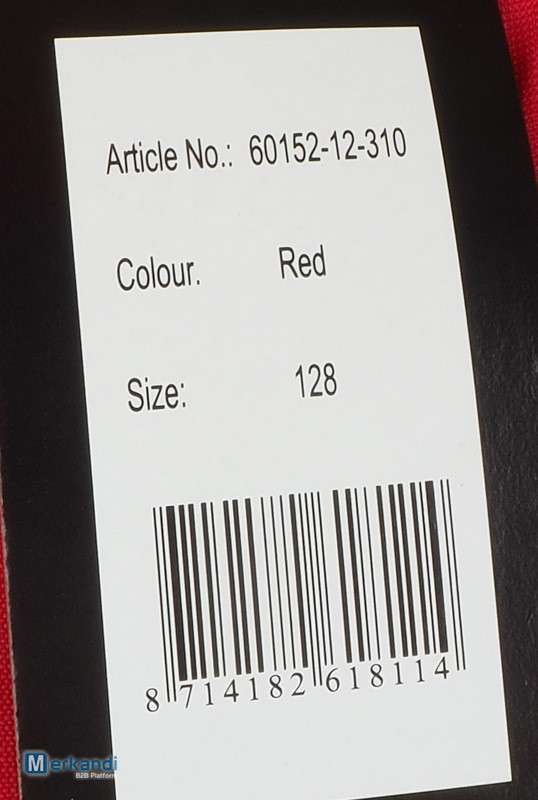 Article No.: 60152-12-310
Colour. Red
Size: 128
8 714182 618114
Merkandi
B2B Platform